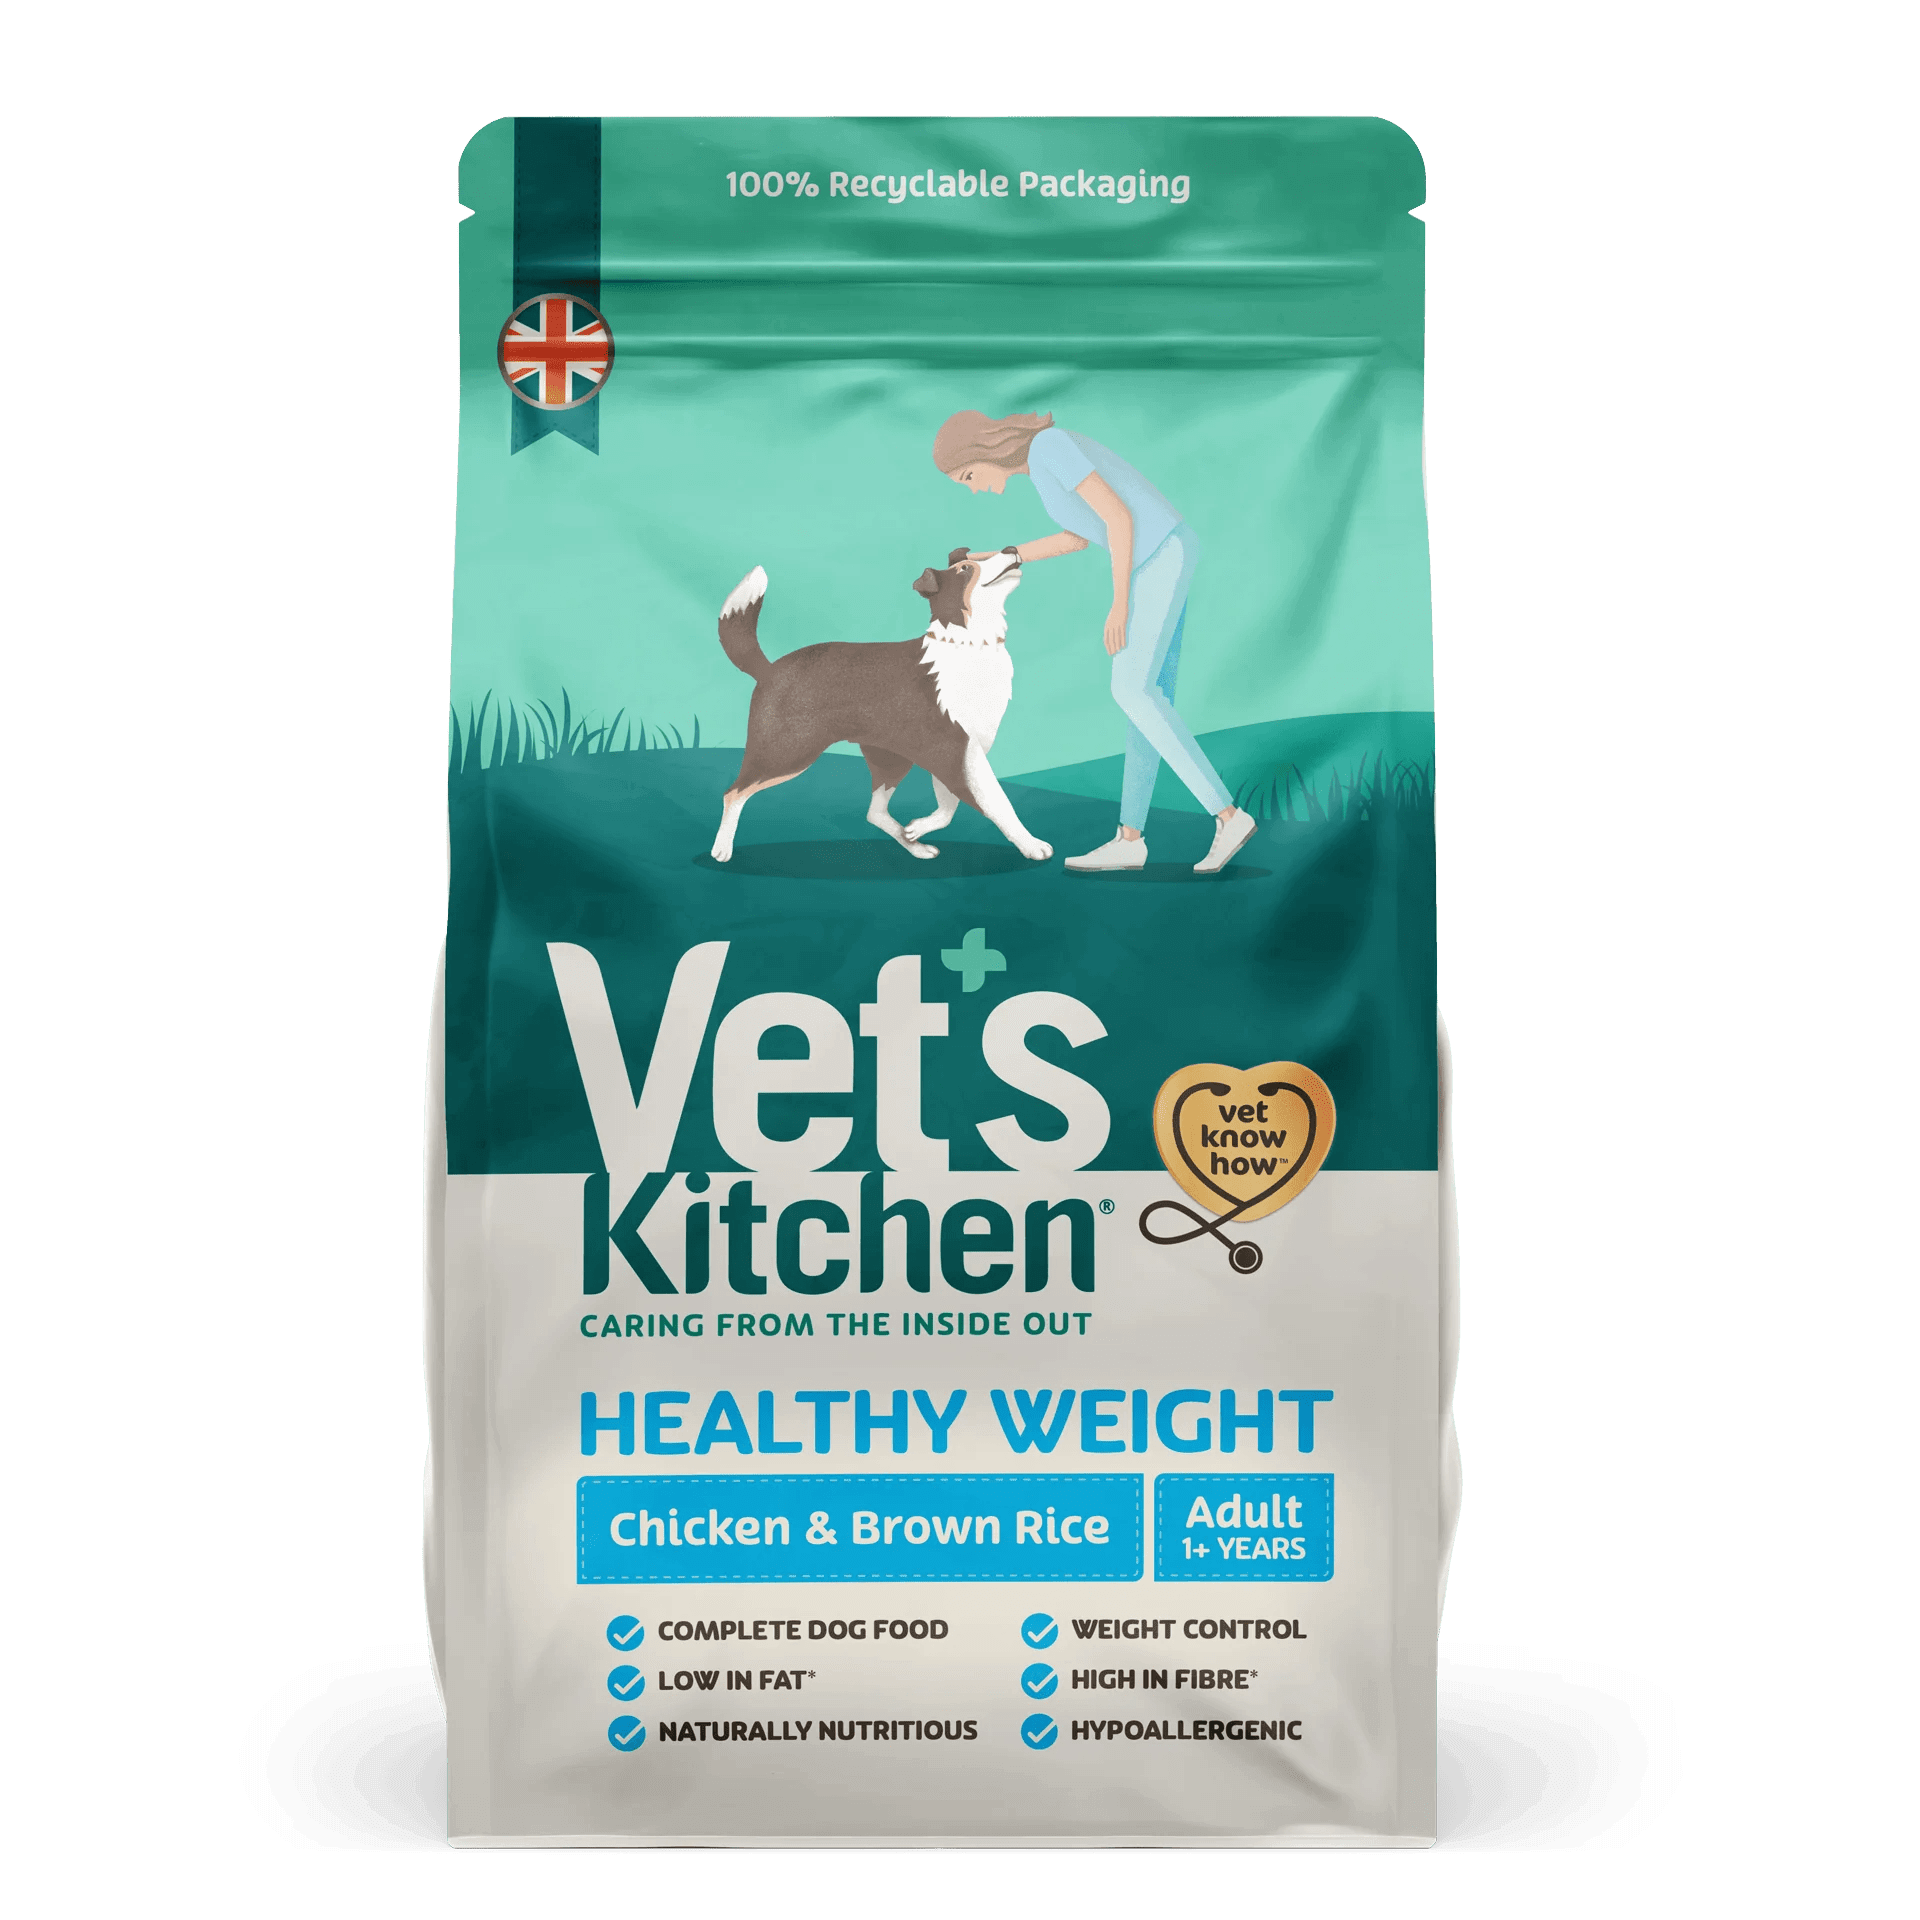 100% Recyclable Packaging
Vet's
Kitchen®
CARING FROM THE INSIDE OUT
vet
know
how™
HEALTHY WEIGHT
Chicken & Brown Rice
Adult
1+ YEARS
COMPLETE DOG FOOD
LOW IN FAT*
NATURALLY NUTRITIOUS
WEIGHT CONTROL
HIGH IN FIBRE*
HYPOALLERGENIC